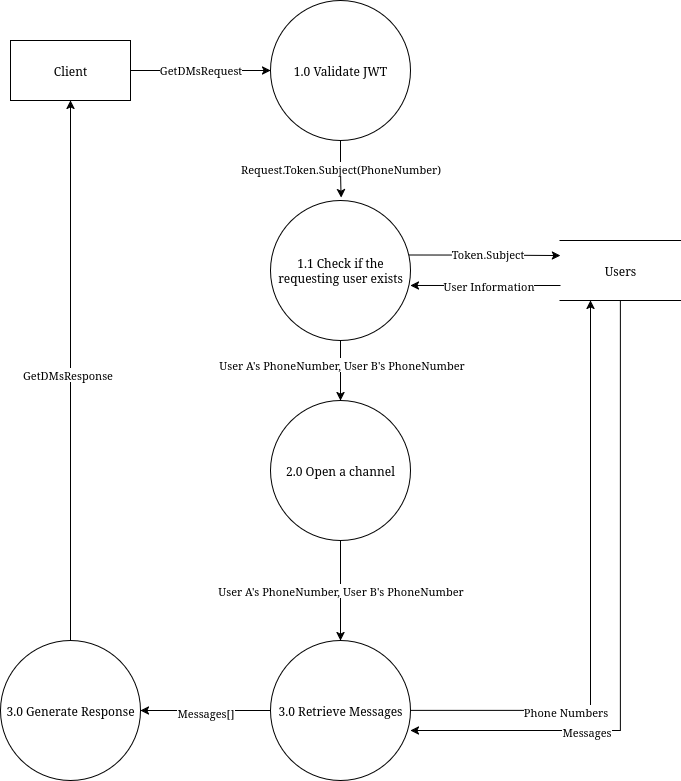 Client
GetDMsRequest
1.0 Validate JWT
Request.Token.Subject(PhoneNumber)
1.1 Check if the
requesting user exists
Token.Subject
User Information
Users
User A's PhoneNumber, User B's PhoneNumber
GetDMsResponse
2.0 Open a channel
User A's PhoneNumber, User B's PhoneNumber
3.0 Generate Response
Messages[]
3.0 Retrieve Messages
Phone Numbers
Messages